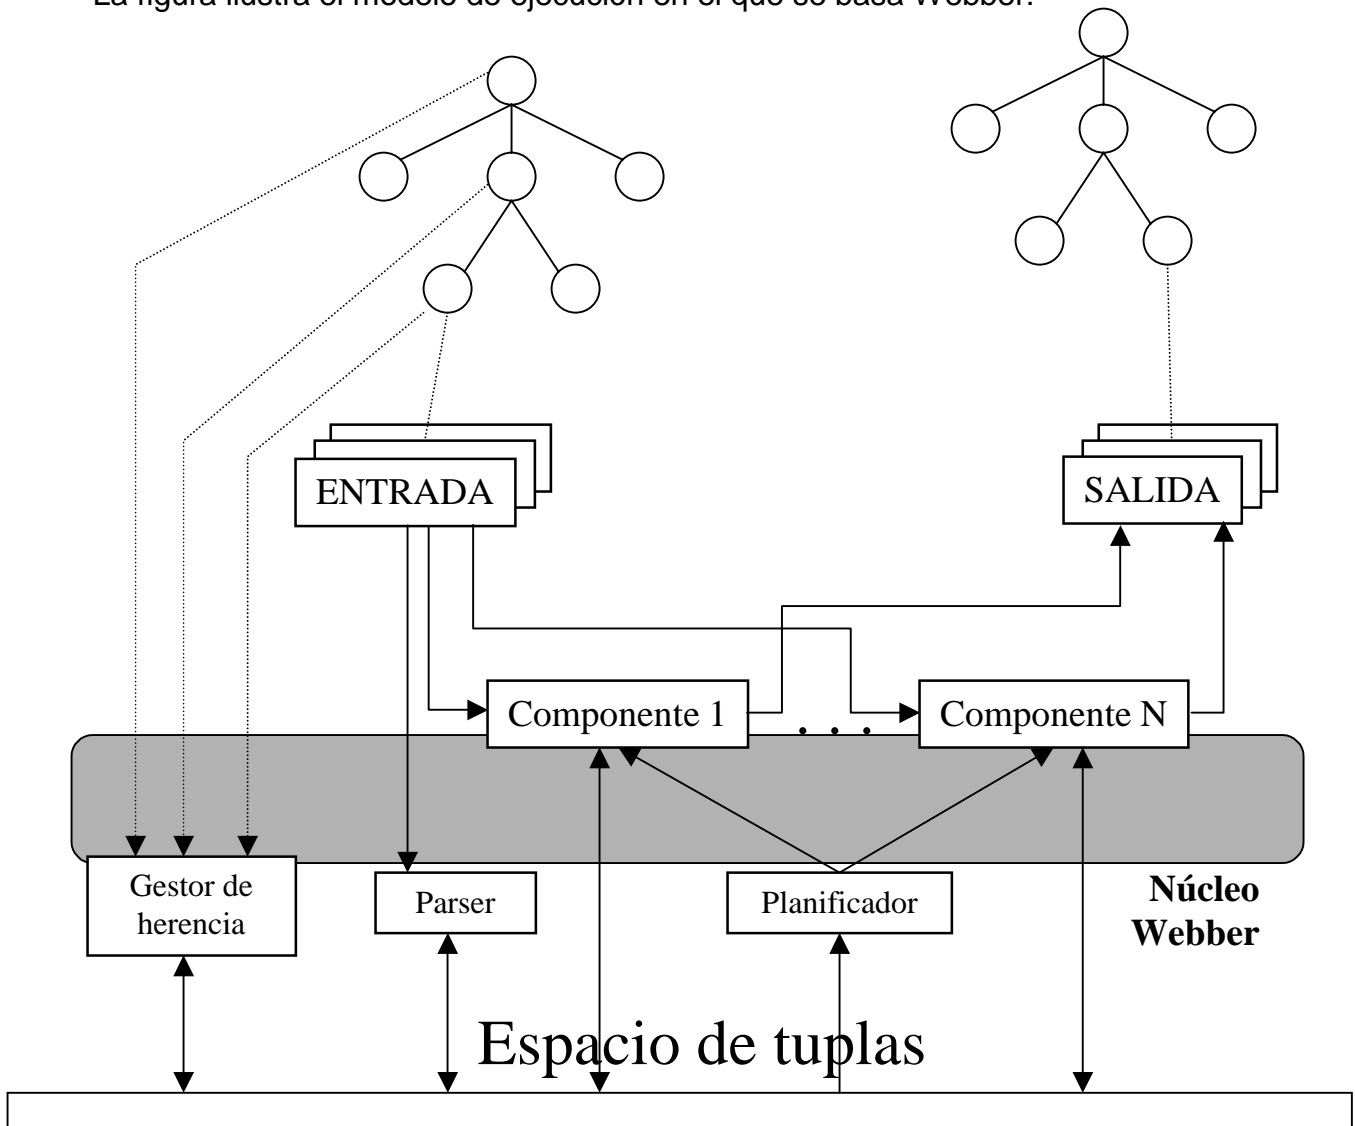 La figura ilustra el modelo de ejecución en el que se basa Webber:
ENTRADA
SALIDA
Componente 1
. . .
Componente N
Gestor de
herencia
Parser
Planificador
Núcleo
Webber
Espacio de tuplas